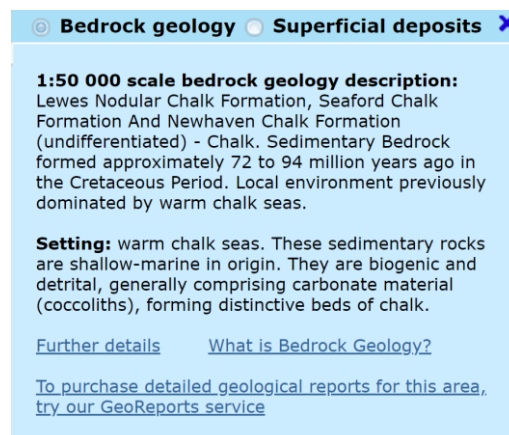 Bedrock geology Superficial deposits X
1:50 000 scale bedrock geology description:
Lewes Nodular Chalk Formation, Seaford Chalk
Formation And Newhaven Chalk Formation
(undifferentiated) - Chalk. Sedimentary Bedrock
formed approximately 72 to 94 million years ago in
the Cretaceous Period. Local environment previously
dominated by warm chalk seas.
Setting: warm chalk seas. These sedimentary rocks
are shallow-marine in origin. They are biogenic and
detrital, generally comprising carbonate material
(coccoliths), forming distinctive beds of chalk.
Further details What is Bedrock Geology?
To purchase detailed geological reports for this area,
try our GeoReports service